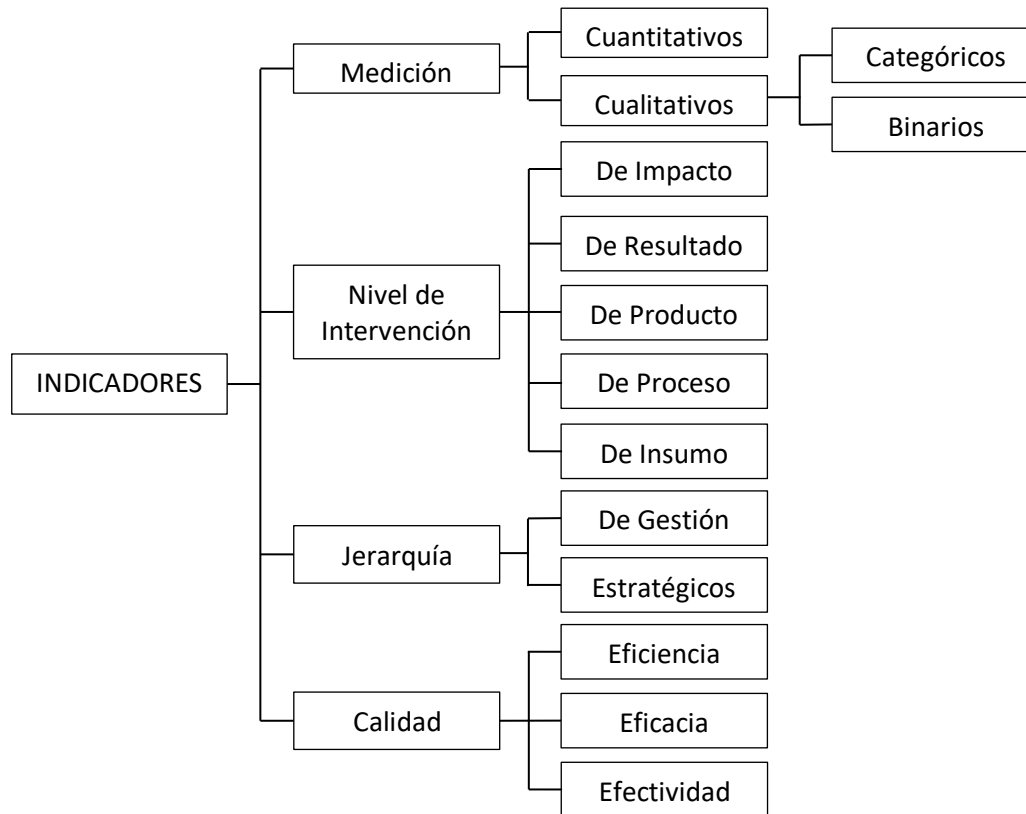 INDICADORES
Medición
Cuantitativos
Cualitativos
Categóricos
Binarios
Nivel de
Intervención
De Impacto
De Resultado
De Producto
De Proceso
De Insumo
Jerarquía
De Gestión
Estratégicos
Calidad
Eficiencia
Eficacia
Efectividad